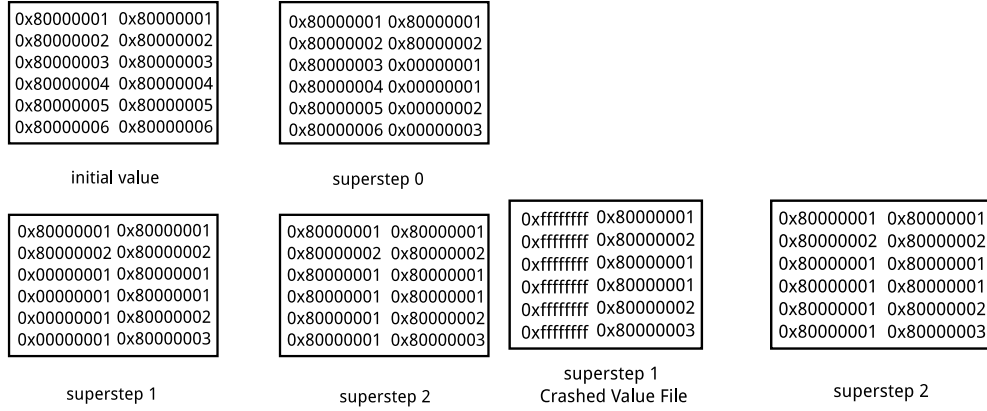 0x80000001 0x80000001
0x80000002 0x80000002
0x80000003 0x80000003
0x80000004 0x80000004
0x80000005 0x80000005
0x80000006 0x80000006
initial value
0x80000001 0x80000001
0x80000002 0x80000002
0x80000003 0x00000001
0x80000004 0x00000001
0x80000005 0x00000002
0x80000006 0x00000003
superstep 0
0x80000001 0x80000001
0x80000002 0x80000002
0x00000001 0x80000001
0x00000001 0x80000001
0x00000001 0x80000002
0x00000001 0x80000003
superstep 1
0x80000001 0x80000001
0x80000002 0x80000002
0x80000001 0x80000001
0x80000001 0x80000001
0x80000001 0x80000002
0x80000001 0x80000003
superstep 2
0xffffffff 0x80000001
0xffffffff 0x80000002
0xffffffff 0x80000001
0xffffffff 0x80000001
0xffffffff 0x80000002
0xffffffff 0x80000003
superstep 1
Crashed Value File
0x80000001 0x80000001
0x80000002 0x80000002
0x80000001 0x80000001
0x80000001 0x80000001
0x80000001 0x80000002
0x80000001 0x80000003
superstep 2